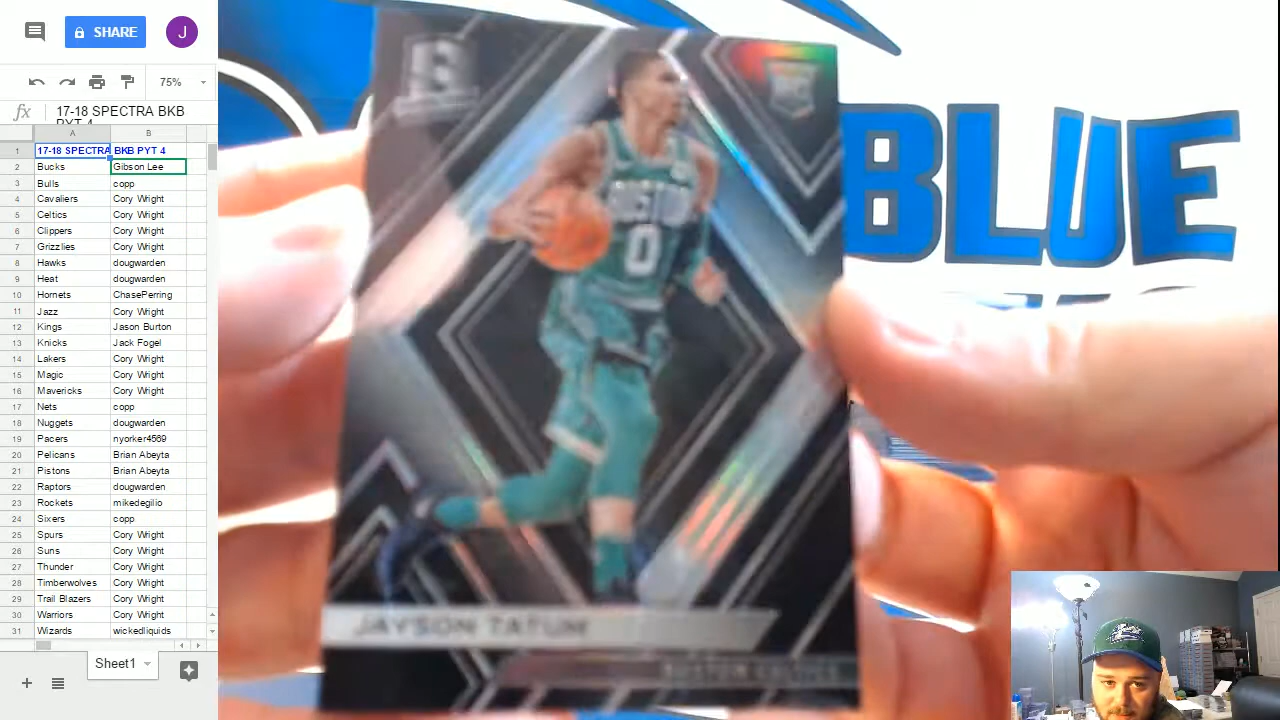 SHARE
J
75%
fx
17-18 SPECTRA BKB
PYT 4
A B
1 17-18 SPECTRA BKB PYT 4
2 Bucks Gibson Lee
3 Bulls copp
4 Cavaliers Cory Wright
5 Celtics Cory Wright
6 Clippers Cory Wright
7 Grizzlies Cory Wright
8 Hawks dougwarden
9 Heat dougwarden
10 Hornets ChasePerring
11 Jazz Cory Wright
12 Kings Jason Burton
13 Knicks Jack Fogel
14 Lakers Cory Wright
15 Magic Cory Wright
16 Mavericks Cory Wright
17 Nets copp
18 Nuggets dougwarden
19 Pacers nyorker4569
20 Pelicans Brian Abeyta
21 Pistons Brian Abeyta
22 Raptors dougwarden
23 Rockets mikedegilio
24 Sixers copp
25 Spurs Cory Wright
26 Suns Cory Wright
27 Thunder Cory Wright
28 Timberwolves Cory Wright
29 Trail Blazers Cory Wright
30 Warriors Cory Wright
31 Wizards wickedliquids
Sheet1
BLUE
RC
BOSTON
0
JAYSON TATUM
BOSTON CELTICS